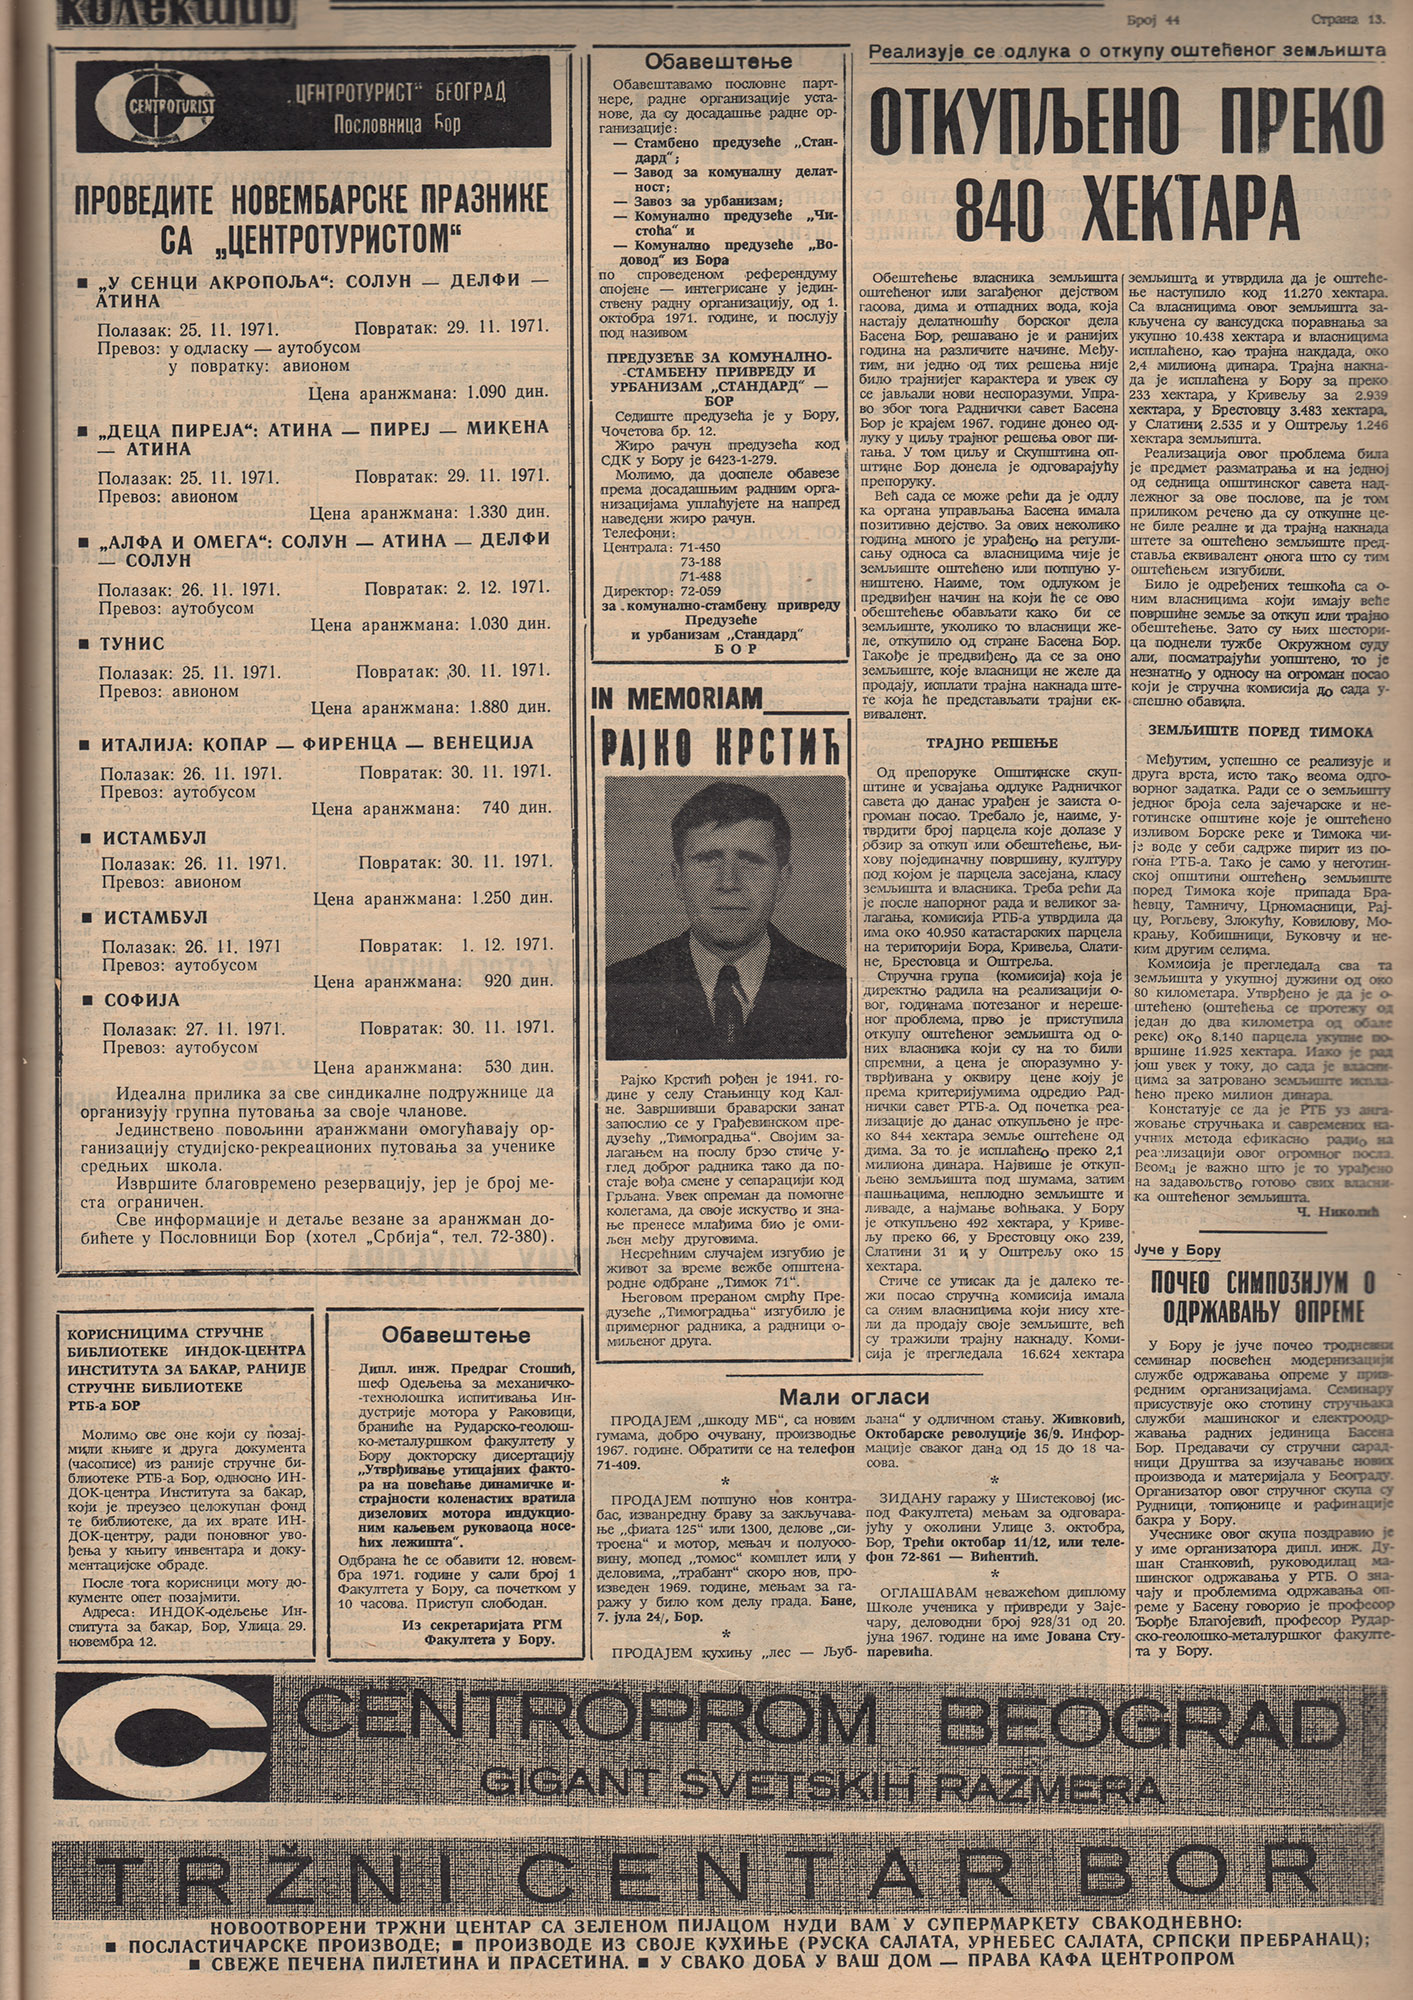 колектив
Број 44
Страна 13.
CENTROTURIST
„ЦЕНТРОТУРИСТ“ БЕОГРАД
Пословница Бор
ПРОВЕДИТЕ НОВЕМБАРСКЕ ПРАЗНИКЕ
СА „ЦЕНТРОТУРИСТОМ“
■ „У СЕНЦИ АКРОПОЉА“: СОЛУН — ДЕЛФИ —
АТИНА
Полазак: 25. 11. 1971. Повратак: 29. 11. 1971.
Превоз: у одласку — аутобусом
у повратку: авионом
Цена аранжмана: 1.090 дин.
■ „ДЕЦА ПИРЕЈА“: АТИНА — ПИРЕЈ — МИКЕНА
— АТИНА
Полазак: 25. 11. 1971. Повратак: 29. 11. 1971.
Превоз: авионом
Цена аранжмана: 1.330 дин.
■ „АЛФА И ОМЕГА“: СОЛУН — АТИНА — ДЕЛФИ
— СОЛУН
Полазак: 26. 11. 1971. Повратак: 2. 12. 1971.
Превоз: аутобусом
Цена аранжмана: 1.030 дин.
■ ТУНИС
Полазак: 25. 11. 1971. Повратак: 30. 11. 1971.
Превоз: авионом
Цена аранжмана: 1.880 дин.
■ ИТАЛИЈА: КОПАР — ФИРЕНЦА — ВЕНЕЦИЈА
Полазак: 26. 11. 1971. Повратак: 30. 11. 1971.
Превоз: аутобусом
Цена аранжмана: 740 дин.
■ ИСТАМБУЛ
Полазак: 26. 11. 1971. Повратак: 30. 11. 1971.
Превоз: авионом
Цена аранжмана: 1.250 дин.
■ ИСТАМБУЛ
Полазак: 26. 11. 1971 Повратак: 1. 12. 1971.
Превоз: аутобусом
Цена аранжмана: 920 дин.
■ СОФИЈА
Полазак: 27. 11. 1971 Повратак: 30. 11. 1971.
Превоз: аутобусом
Цена аранжмана: 530 дин.
Идеална прилика за све синдикалне подружнице да
организују групна путовања за своје чланове.
Јединствено повољини аранжмани омогућавају ор-
ганизацију студијско-рекреационих путовања за ученике
средњих школа.
Извршите благовремено резервацију, јер је број ме-
ста ограничен.
Све информације и детаље везане за аранжман до-
бићете у Пословници Бор (хотел „Србија“, тел. 72-380).
КОРИСНИЦИМА СТРУЧНЕ
БИБЛИОТЕКЕ ИНДОК-ЦЕНТРА
ИНСТИТУТА ЗА БАКАР, РАНИЈЕ
СТРУЧНЕ БИБЛИОТЕКЕ
РТБ-а БОР
Молимо све оне који су позај-
мили књиге и друга документа
(часописе) из раније стручне би-
блиотеке РТБ-а Бор, односно ИН-
ДОК-центра Института за бакар,
који је преузео целокупан фонд
те библиотеке, да их врате ИН-
ДОК-центру, ради поновног уво-
ђења у књигу инвентара и доку-
ментацијске обраде.
После тога корисници могу до-
кументе опет позајмити.
Адреса: ИНДОК-одељење Ин-
ститута за бакар, Бор, Улица 29.
новембра 12.
Обавештење
Дипл. инж. Предраг Стошић,
шеф Одељења за механичко-
-технолошка испитивања Ин-
дустрије мотора у Раковици,
браниће на Рударско-геолош-
ко-металуршком факултету у
Бору докторску дисертацију
„Утврђивање утицајних факто-
ра на повећање динамичке и-
страјности коленастих вратила
дизелових мотора индукцио-
ним каљењем руковаоца носе-
ћих лежишта“.
Одбрана ће се обавити 12. новем-
бра 1971. године у сали број 1
Факултета у Бору, са почетком у
10 часова. Приступ слободан.
Из секретаријата РГМ
Факултета у Бору.
Обавештење
Обавештавамо пословне парт-
нере, радне организације уста-
нове, да су досадашње радне ор-
ганизације:
— Стамбено предузеће „Стан-
дард“;
— Завод за комуналну делат-
ност;
— Завоз за урбанизам;
— Комунално предузеће „Чи-
стоћа“ и
— Комунално предузеће „Во-
довод“ из Бора
по спроведеном референдуму
спојене — интегрисане у јединствену
радну организацију, од 1.
октобра 1971. године, и послују
под називом
ПРЕДУЗЕЋЕ ЗА КОМУНАЛНО-
-СТАМБЕНУ ПРИВРЕДУ И
УРБАНИЗАМ „СТАНДАРД“ —
БОР
Седиште предузећа је у Бору,
Чочетова бр. 12.
Жиро рачун предузећа код
СДК у Бору је 6423-1-279.
Молимо, да доспеле обавезе
према досадашњим радним орга-
низацијама уплаћујете на напред
наведени жиро рачун.
Телефони:
Централа: 71-450
73-188
71-488
Директор: 72-059
за комунално-стамбену привреду
Предузеће
и урбанизам „Стандард“
БОР
IN MEMORIAM
РАЈКО КРСТИЋ
Рајко Крстић рођен је 1941. го-
дине у селу Стањинцу код Кал-
не. Завршивши браварски занат
запослио се у Грађевинском пре-
дузећу „Тимоградња“. Својим за-
лагањем на послу брзо стиче у-
глед доброг радника тако да по-
стаје вођа смене у сепарацији код
Грљана. Увек спреман да помогне
колегама, да своје искуство и зна-
ње пренесе млађима био је оми-
љен међу друговима.
Несрећним случајем изгубио је
живот за време вежбе општена-
родне одбране „Тимок 71“.
Његовом прераном смрћу Пре-
дузеће „Тимоградња“ изгубило је
примерног радника, а радници о-
миљеног друга.
Реализује се одлука о откупу оштећеног земљишта
ОТКУПЉЕНО ПРЕКО
840 ХЕКТАРА
Обештећење власника земљишта
оштећеног или загађеног дејством
гасова, дима и отпадних вода, која
настају делатношћу борског дела
Басена Бор, решавано је и ранијих
година на различите начине. Међу-
тим, ни једно од тих решења није
било трајнијег карактера и увек су
се јављали нови неспоразуми. Упра-
во због тога Раднички савет Басена
Бор је крајем 1967. године донео од-
луку у циљу трајног решења овог пи-
тања. У том циљу и Скупштина оп-
штине Бор донела је одговарајућу
препоруку.
Већ сада се може рећи да је одлу
ка органа управљања Басена имала
позитивно дејство. За ових неколико
година много је урађено на регули-
сању односа са власницима чије је
земљиште оштећено или потпуно у-
ништено. Наиме, том одлуком је
предвиђен начин на који ће се ово
обештећење обављати како би се
земљиште, уколико то власници же-
ле, откупило од стране Басена Бор.
Такође је предвиђено да се за оно
земљиште, које власници не желе да
продају, исплати трајна накнада ште-
те која ће представљати трајни ек-
вивалент.
ТРАЈНО РЕШЕЊЕ
Од препоруке Општинске скуп-
штине и усвајања одлуке Радничког
савета до данас урађен је заиста о-
громан посао. Требало је, наиме, у-
тврдити број парцела које долазе у
обзир за откуп или обештећење, њи-
хову појединачну површину, културу
под којом је парцела засејана, класу
земљишта и власника. Треба рећи да
је после напорног рада и великог за-
лагања, комисија РТБ-а утврдила да
има око 40.950 катастарских парцела
на територији Бора, Кривеља, Слати-
не, Брестовца и Оштреља.
Стручна група (комисија) која је
директно радила на реализацији о-
вог, годинама потезаног и нереше-
ног проблема, прво је приступила
откупу оштећеног земљишта од о-
них власника који су на то били
спремни, а цена је споразумно у-
тврђивана у оквиру цене коју је
према критеријумима одредио Рад-
нички савет РТБ-а. Од почетка реа-
лизације до данас откупљено је пре-
ко 844 хектара земље оштећене од
дима. За то је исплаћено преко 2,1
милиона динара. Највише је откуп-
љено земљишта под шумама, затим
пашњацима, неплодно земљиште и
ливаде, а најмање воћњака. У Бору
је откупљено 492 хектара, у Криве-
љу преко 66, у Брестовцу око 239,
Слатини 31 и у Оштрељу око 15
хектара.
Стиче се утисак да је далеко те-
жи посао стручна комисија имала
са оним власницима који нису хте-
ли да продају своје земљиште, већ
су тражили трајну накнаду. Коми-
сија је прегледала 16.624 хектара
земљишта и утврдила да је оштеће-
ње наступило код 11.270 хектара.
Са власницима овог земљишта за-
кључена су вансудска поравнања за
укупно 10.438 хектара и власницима
исплаћено, као трајна накдада, око
2,4 милиона динара. Трајна накна-
да је исплаћена у Бору за преко
233 хектара, у Кривељу за 2.939
хектара, у Брестовцу 3.483 хектара,
у Слатини 2.535 и у Оштрељу 1.246
хектара земљишта.
Реализација овог проблема била
је предмет разматрања и на једној
од седница општинског савета над-
лежног за ове послове, па је том
приликом речено да су откупне це-
не биле реалне и да трајна накнада
штете за оштећено земљиште пред-
ставља еквивалент онога што су тим
оштећењем изгубили.
Било је одређених тешкоћа са о-
ним власницима који имају веће
површине земље за откуп или трајно
обештећење. Зато су њих шестори-
ца поднели тужбе Окружном суду
али, посматрајући уопштено, то је
незнатно у односу на огроман посао
који је стручна комисија до сада у-
спешно обавила.
ЗЕМЉИШТЕ ПОРЕД ТИМОКА
Међутим, успешно се реализује и
друга врста, исто тако веома одго-
ворног задатка. Ради се о земљишту
једног броја села зајечарске и не-
готинске општине које је оштећено
изливом Борске реке и Тимока чи-
је воде у себи садрже пирит из по-
гона РТБ-а. Тако је само у неготин-
ској општини оштећено земљиште
поред Тимока које припада Бра-
ћевцу, Тамничу, Црномасници, Рај-
цу, Рогљеву, Злокућу, Ковилову, Мо-
крању, Кобишници, Буковчу и не-
ким другим селима.
Комисија је прегледала сва та
земљишта у укупној дужини од око
80 километара. Утврђено је да је о-
штећено (оштећења се протежу од
један до два километра од обале
реке) око 8.140 парцела укупне по-
вршине 11.925 хектара. Иако је рад
још увек у току, до сада је власни-
цима за затровано земљиште испла-
ћено преко милион динара.
Констатује се да је РТБ уз анга-
жовање стручњака и савремених на-
учних метода ефикасно радио на
реализацији овог огромног посла.
Веома је важно што је то урађено
на задавољство готово свих власни-
ка оштећеног земљишта.
Ч. Николић
Јуче у Бору
ПОЧЕО СИМПОЗИЈУМ О
ОДРЖАВАЊУ ОПРЕМЕ
У Бору је јуче почео тродневни
семинар посвећен модернизацији
службе одржавања опреме у прив-
редним организацијама. Семинару
присуствује око стотину стручњака
служби машинског и електроодр-
жавања радних јединица Басена
Бор. Предавачи су стручни сарад-
ници Друштва за изучавање нових
производа и материјала у Београду.
Организатор овог стручног скупа су
Рудници, топионице и рафинације
бакра у Бору.
Учеснике овог скупа поздравио је
у име организатора дипл. инж. Ду-
шан Станковић, руководилац ма-
шинског одржавања у РТБ. О зна-
чају и проблемима одржавања оп-
реме у Басену говорио је професор
Ђорђе Благојевић, професор Рудар-
ско-геолошко-металуршког факулте-
та у Бору.
Мали огласи
ПРОДАЈЕМ „шкоду МБ“, са новим
гумама, добро очувану, производње
1967. године. Обратити се на телефон
71-409.
*
ПРОДАЈЕМ потпуно нов контра-
бас, изванредну браву за закључава-
ње „фиата 125“ или 1300, делове „си-
троена“ и мотор, мењач и полуосо-
вину, мопед „томос“ комплет или у
деловима, „трабант“ скоро нов, про-
изведен 1969. године, мењам за га-
ражу у било ком делу града. Бане,
7. јула 24/, Бор.
*
ПРОДАЈЕМ кухињу „лес — Љуб-
љана“ у одличном стању. Живковић,
Октобарске револуције 36/9. Инфор-
мације сваког дана од 15 до 18 ча-
сова.
*
ЗИДАНУ гаражу у Шистековој (ис-
под Факултета) мењам за одговара-
јућу у околини Улице 3. октобра,
Бор, Трећи октобар 11/12, или теле-
фон 72-861 — Вићентић.
*
ОГЛАШАВАМ неважећом диплому
Школе ученика у привреди у Заје-
чару, деловодни број 928/31 од 20.
јуна 1967. године на име Јована Сту-
паревића.
CENTROPROM BEOGRAD
GIGANT SVETSKIH RAZMERA
TRŽNI CENTAR BOR
НОВООТВОРЕНИ ТРЖНИ ЦЕНТАР СА ЗЕЛЕНОМ ПИЈАЦОМ НУДИ ВАМ У СУПЕРМАРКЕТУ СВАКОДНЕВНО:
■ ПОСЛАСТИЧАРСКЕ ПРОИЗВОДЕ; ■ ПРОИЗВОДЕ ИЗ СВОЈЕ КУХИЊЕ (РУСКА САЛАТА, УРНЕБЕС САЛАТА, СРПСКИ ПРЕБРАНАЦ);
■ СВЕЖЕ ПЕЧЕНА ПИЛЕТИНА И ПРАСЕТИНА. ■ У СВАКО ДОБА У ВАШ ДОМ — ПРАВА КАФА ЦЕНТРОПРОМ